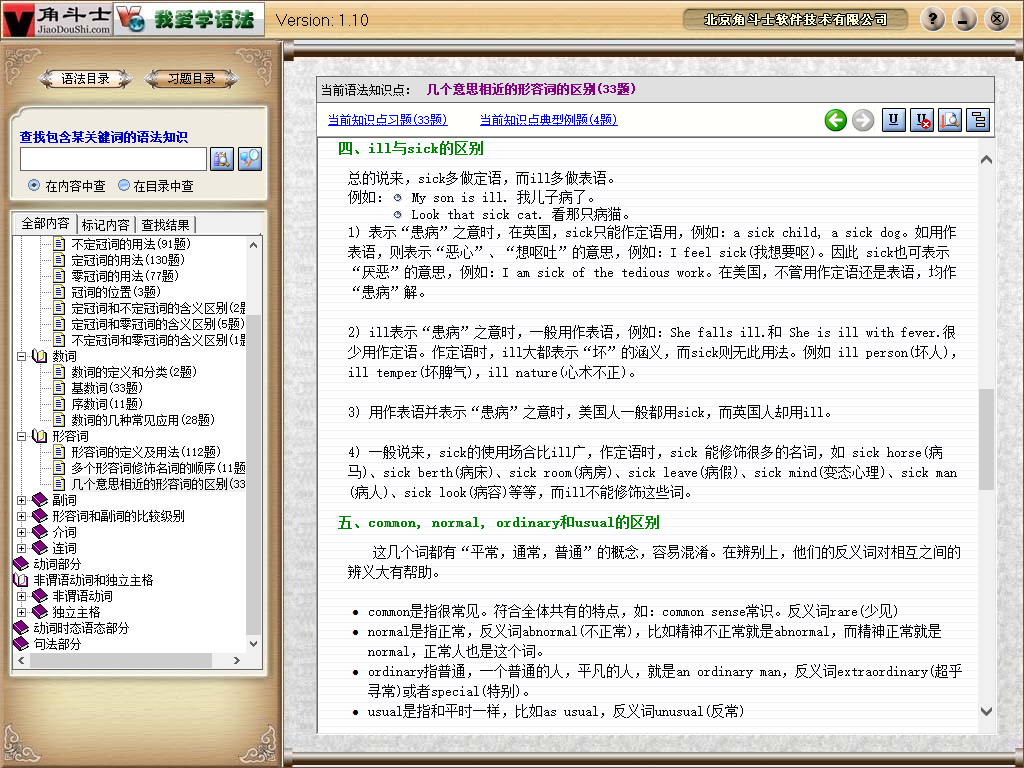 角斗士
JiaoDouShi.com
我爱学语法
Version: 1.10
北京角斗士软件技术有限公司
语法目录
习题目录
查找包含某关键词的语法知识
在内容中查
在目录中查
全部内容
标记内容
查找结果
不定冠词的用法(91题)
定冠词的用法(130题)
零冠词的用法(77题)
冠词的位置(3题)
定冠词和不定冠词的含义区别(2题
定冠词和零冠词的含义区别(5题)
不定冠词和零冠词的含义区别(1题
数词
数词的定义和分类(2题)
基数词(33题)
序数词(11题)
数词的几种常见应用(28题)
形容词
形容词的定义及用法(112题)
多个形容词修饰名词的顺序(11题
几个意思相近的形容词的区别(33
副词
形容词和副词的比较级别
介词
连词
动词部分
非谓语动词和独立主格
非谓语动词
独立主格
动词时态语态部分
句法部分
当前语法知识点: 几个意思相近的形容词的区别(33题)
当前知识点习题(33题)
当前知识点典型例题(4题)
四、ill与sick的区别
总的说来，sick多做定语，而ill多做表语。
例如: My son is ill. 我儿子病了。
Look that sick cat. 看那只病猫。
1) 表示“患病”之意时，在英国，sick只能作定语用，例如: a sick child, a sick dog。如用作
表语，则表示“恶心”、“想呕吐”的意思，例如: I feel sick(我想要呕)。因此 sick也可表示
“厌恶”的意思，例如: I am sick of the tedious work。在美国，不管用作定语还是表语，均作
“患病”解。
2) ill表示“患病”之意时，一般用作表语，例如: She falls ill.和 She is ill with fever.很
少用作定语。作定语时，ill大都表示“坏”的涵义，而sick则无此用法。例如 ill person(坏人)，
ill temper(坏脾气)，ill nature(心术不正)。
3) 用作表语并表示“患病”之意时，美国人一般都用sick，而英国人却用ill。
4) 一般说来，sick的使用场合比ill广，作定语时，sick 能修饰很多的名词，如 sick horse(病
马)、sick berth(病床)、sick room(病房)、sick leave(病假)、sick mind(变态心理)、sick man
(病人)、sick look(病容)等等，而ill不能修饰这些词。
五、common, normal, ordinary和usual的区别
这几个词都有“平常，通常，普通”的概念，容易混淆。在辨别上，他们的反义词对相互之间的
辨义大有帮助。
common是指很常见。符合全体共有的特点，如: common sense常识。反义词rare(少见)
normal是指正常，反义词abnormal(不正常)，比如精神不正常就是abnormal，而精神正常就是
normal，正常人也是这个词。
ordinary指普通，一个普通的人，平凡的人，就是an ordinary man，反义词extraordinary(超乎
寻常)或者special(特别)。
usual是指和平时一样，比如as usual，反义词unusual(反常)